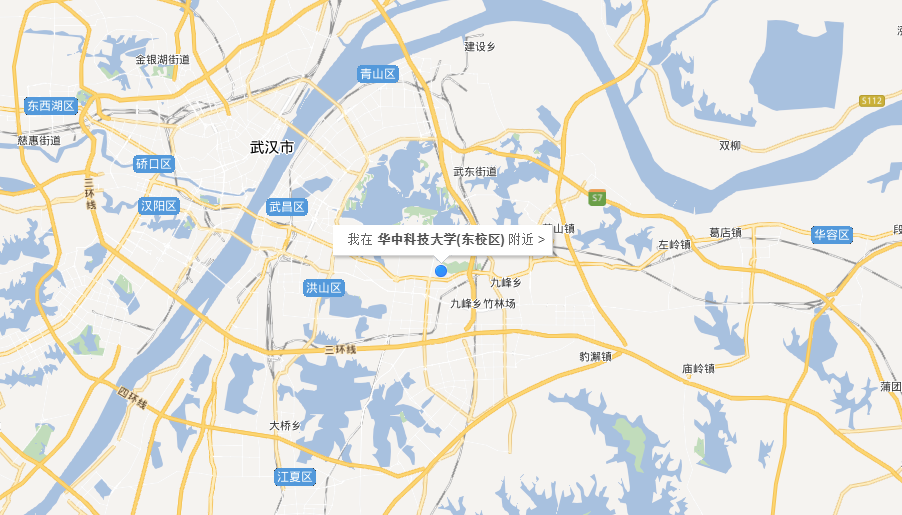 建设乡
金银湖街道
青山区
东西湖区
S112
慈惠街道
武汉市
双柳
硚口区
武东街道
三环线
S7
汉阳区
武昌区
山镇
葛店镇
华容区
段
我在 华中科技大学(东校区) 附近 >
左岭镇
九峰乡
洪山区
九峰乡竹林场
三环线
豹澥镇
庙岭镇
蒲团
四环线
大桥乡
江夏区